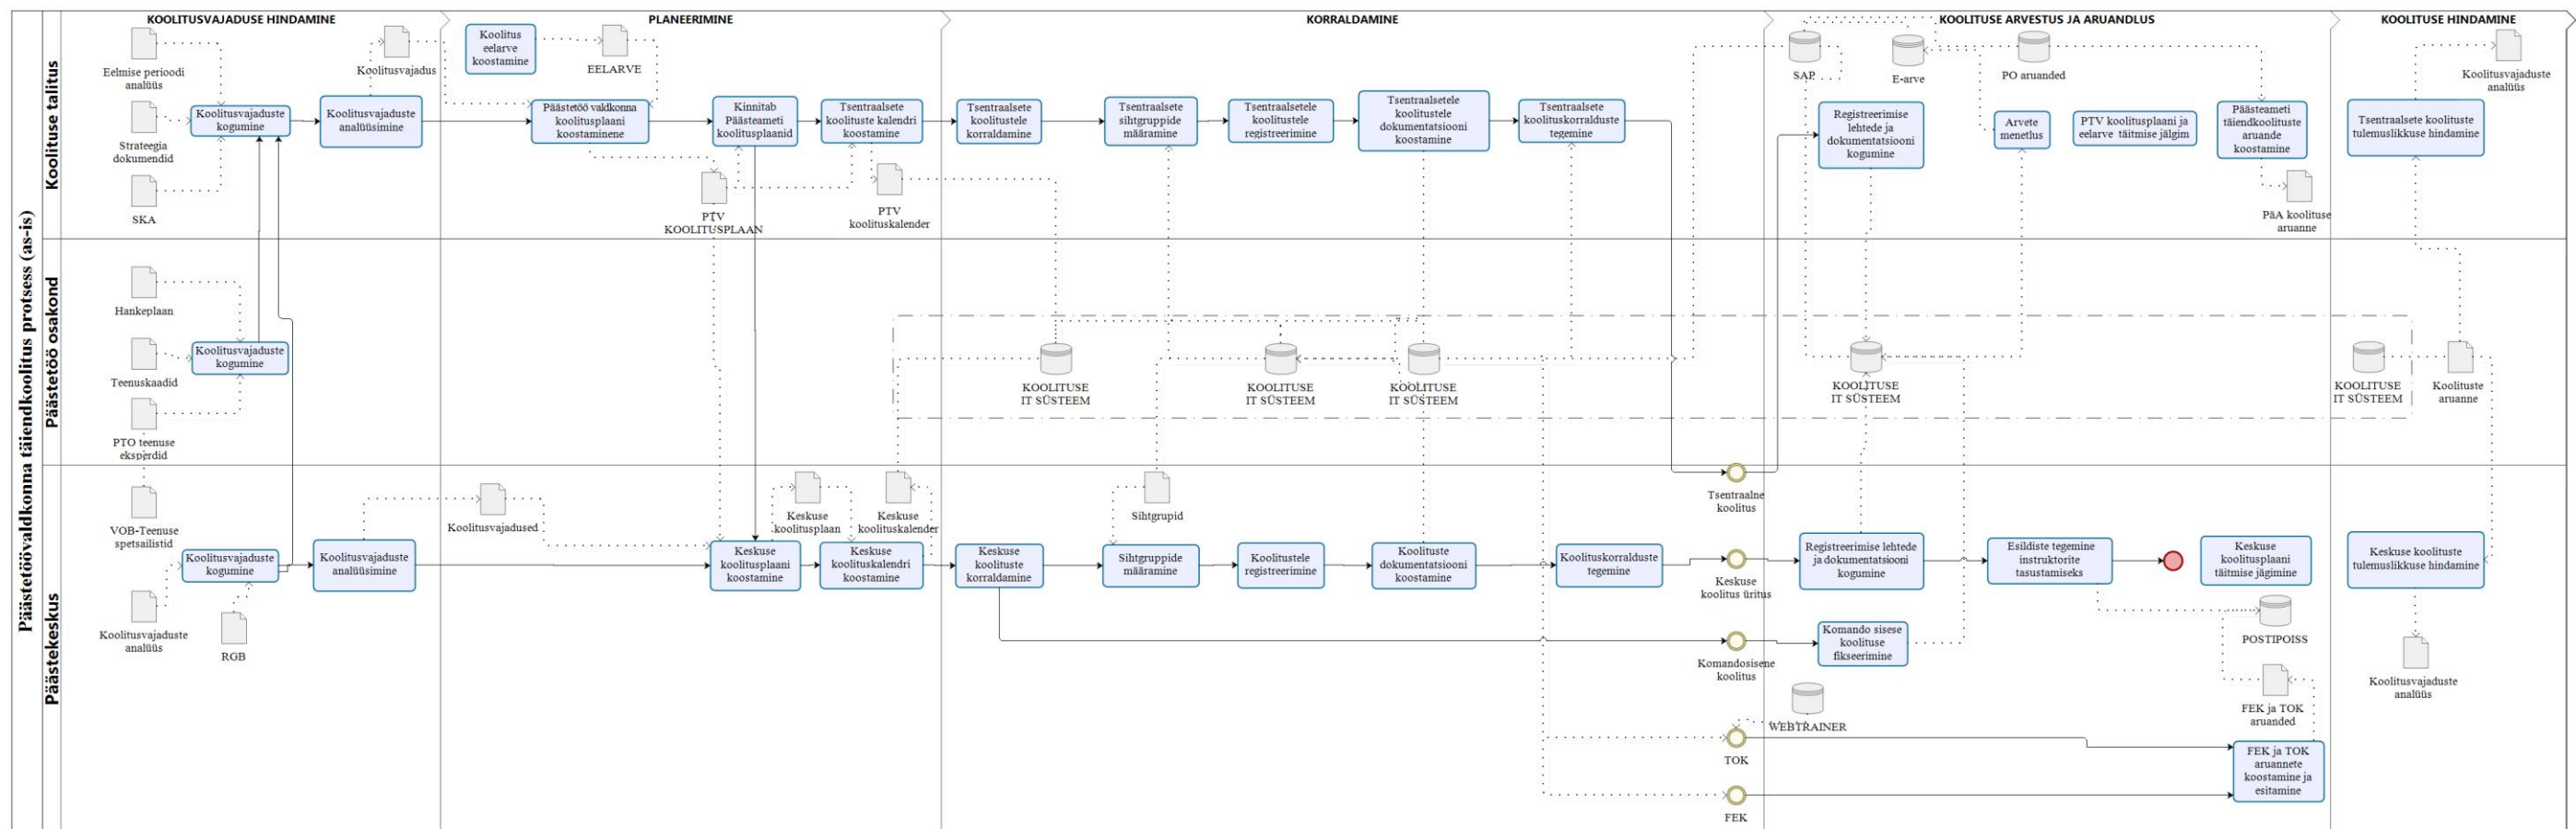 KOOLITUSVAJADUSE HINDAMINE
PLANEERIMINE
KORRALDAMINE
KOOLITUSE ARVESTUS JA ARUANDLUS
KOOLITUSE HINDAMINE
Päästetöövaldkonna täiendkoolitus protsess (as-is)
Koolituse talitus
Eelmise perioodi
analüüs
Strateegia
dokumendid
SKA
Koolitusvajaduste
kogumine
Koolitusvajaduste
analüüsimine
Koolitusvajadus
Koolitus
eelarve
koostamine
EELARVE
Päästetöö valdkonna
koolitusplaani
koostaminene
Kinnitab
Päästeameti
koolitusplaanid
Tsentraalsete
koolituste kalendri
koostamine
PTV
KOOLITUSPLAAN
PTV
koolituskalender
Tsentraalsete
koolitustele
korraldamine
Tsentraalsete
sihtgruppide
määramine
Tsentraalsetele
koolitustele
registreerimine
Tsentraalsetele
koolitustele
dokumentatsiooni
koostamine
Tsentraalsete
koolituskorralduste
tegemine
SAP
E-arve
PO aruanded
Registreerimise
lehtede ja
dokumentatsiooni
kogumine
Arvete
menetlus
PTV koolitusplaani ja
eelarve täitmise jälgim
Päästeameti
täiendkoolituste
aruande
koostamine
PäA koolituse
aruanne
Koolitusvajaduste
analüüs
Tsentraalsete koolituste
tulemuslikkuse hindamine
Päästetöö osakond
Hankeplaan
Teenuskaadid
PTO teenuse
eksperdid
Koolitusvajaduste
kogumine
KOOLITUSE
IT SÜSTEEM
KOOLITUSE
IT SÜSTEEM
KOOLITUSE
IT SÜSTEEM
KOOLITUSE
IT SÜSTEEM
KOOLITUSE
IT SÜSTEEM
Koolituste
aruanne
Päästekeskus
VOB-Teenuse
spetsailistid
Koolitusvajaduste
analüüs
RGB
Koolitusvajaduste
kogumine
Koolitusvajaduste
analüüsimine
Koolitusvajadused
Keskuse
koolitusplaani
koostamine
Keskuse
koolitusplaan
Keskuse
koolituskalender
Keskuse
koolituskalendri
koostamine
Keskuse
koolituste
korraldamine
Sihtgrupid
Sihtgruppide
määramine
Koolitustele
registreerimine
Koolituste
dokumentatsiooni
koostamine
Koolituskorralduste
tegemine
Tsentraalne
koolitus
Keskuse
koolitus üritus
Komandosisene
koolitus
TOK
FEK
WEBTRAINER
Registreerimise lehtede
ja dokumentatsiooni
kogumine
Komando sisese
koolituse
fikseerimine
Esildiste tegemine
instruktorite
tasustamiseks
Keskuse
koolitusplaani
täitmise jägimine
POSTIPOISS
FEK ja TOK
aruanded
FEK ja TOK
aruannete
koostamine ja
esitamine
Keskuse koolituste
tulemuslikkuse hindamine
Koolitusvajaduste
analüüs